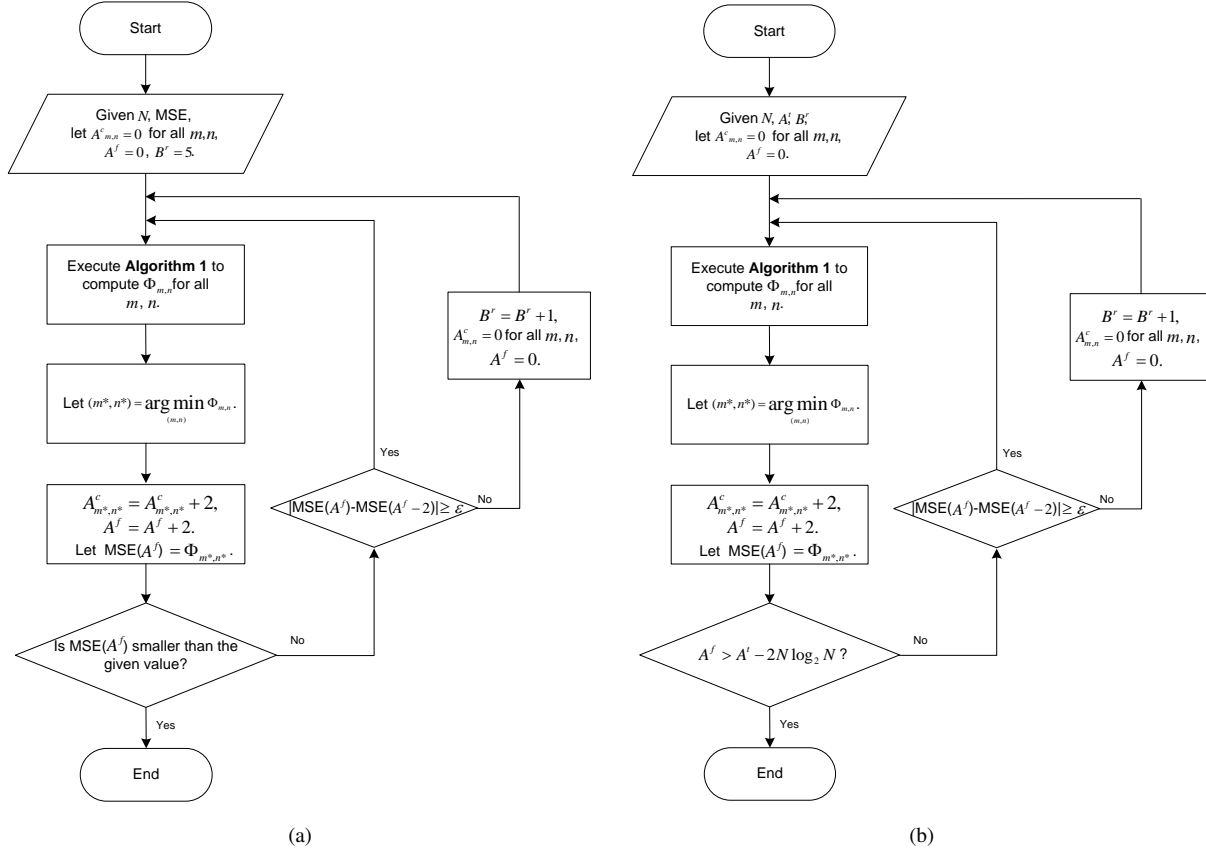 Start
Given N, MSE,
let A^c_{m,n} = 0 for all m,n,
A^f = 0, B^r = 5.
Execute Algorithm 1 to
compute Φ_{m,n} for all
m, n.
Let (m*,n*) = arg min Φ_{m,n}.
(m,n)
A^c_{m*,n*} = A^c_{m*,n*} + 2,
A^f = A^f + 2.
Let MSE(A^f) = Φ_{m*,n*}.
Is MSE(A^f) smaller than the
given value?
No
Yes
End
|MSE(A^f)-MSE(A^f - 2)| ≥ ε
Yes
No
B^r = B^r + 1,
A^c_{m,n} = 0 for all m, n,
A^f = 0.
(a)
Start
Given N, A^t, B^r,
let A^c_{m,n} = 0 for all m,n,
A^f = 0.
Execute Algorithm 1 to
compute Φ_{m,n} for all
m, n.
Let (m*,n*) = arg min Φ_{m,n}.
(m,n)
A^c_{m*,n*} = A^c_{m*,n*} + 2,
A^f = A^f + 2.
Let MSE(A^f) = Φ_{m*,n*}.
A^f > A^t - 2N log_2 N ?
No
Yes
End
|MSE(A^f)-MSE(A^f - 2)| ≥ ε
Yes
No
B^r = B^r + 1,
A^c_{m,n} = 0 for all m, n,
A^f = 0.
(b)